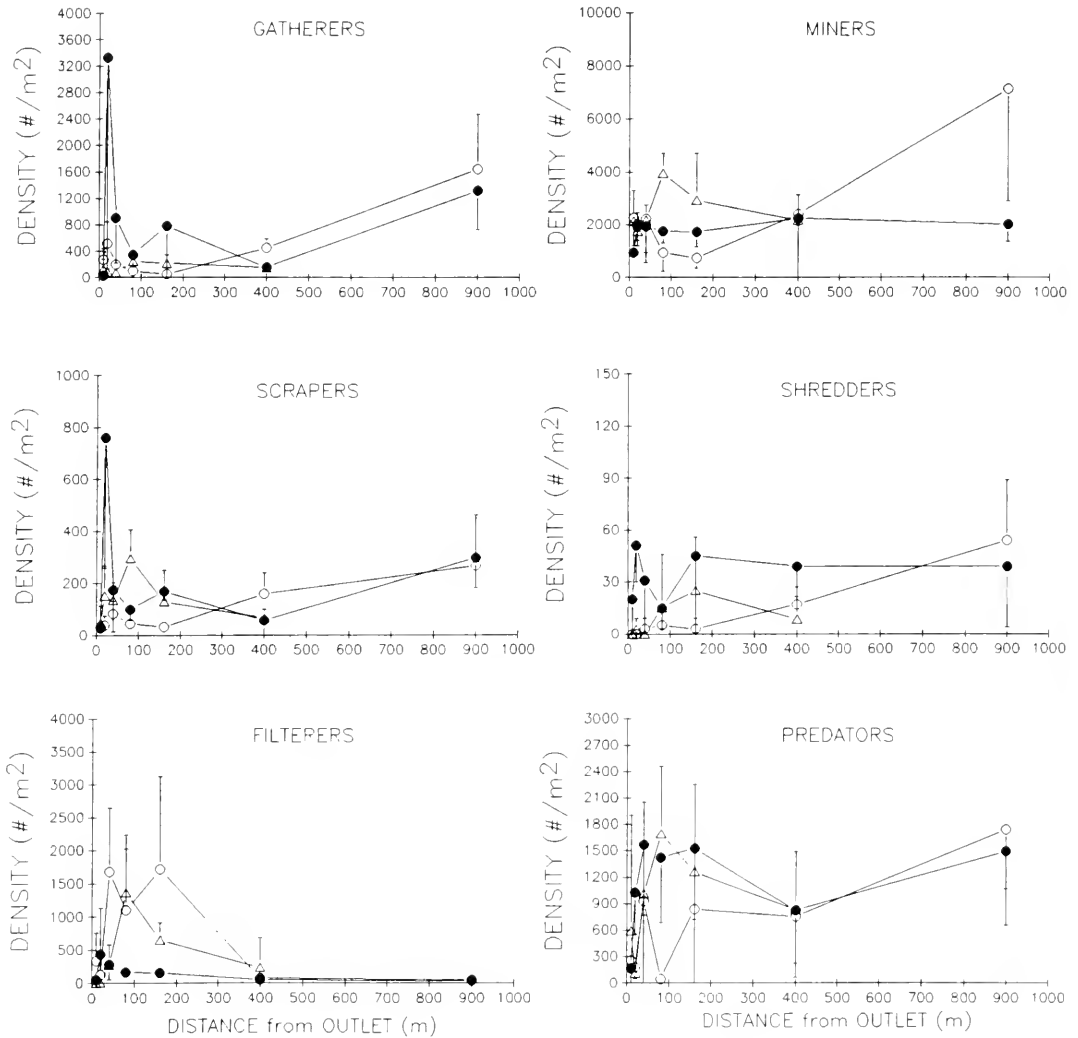 GATHERERS
DENSITY (#/m2)
4000
3600
3200
2800
2400
2000
1600
1200
800
400
0
0 100 200 300 400 500 600 700 800 900 1000
MINERS
DENSITY (#/m2)
10000
8000
6000
4000
2000
0
0 100 200 300 400 500 600 700 800 900 1000
SCRAPERS
DENSITY (#/m2)
1000
800
600
400
200
0
0 100 200 300 400 500 600 700 800 900 1000
SHREDDERS
DENSITY (#/m2)
150
120
90
60
30
0
0 100 200 300 400 500 600 700 800 900 1000
FILTERERS
DENSITY (#/m2)
4000
3500
3000
2500
2000
1500
1000
500
0
0 100 200 300 400 500 600 700 800 900 1000
DISTANCE from OUTLET (m)
PREDATORS
DENSITY (#/m2)
3000
2700
2400
2100
1800
1500
1200
900
600
300
0
0 100 200 300 400 500 600 700 800 900 1000
DISTANCE from OUTLET (m)